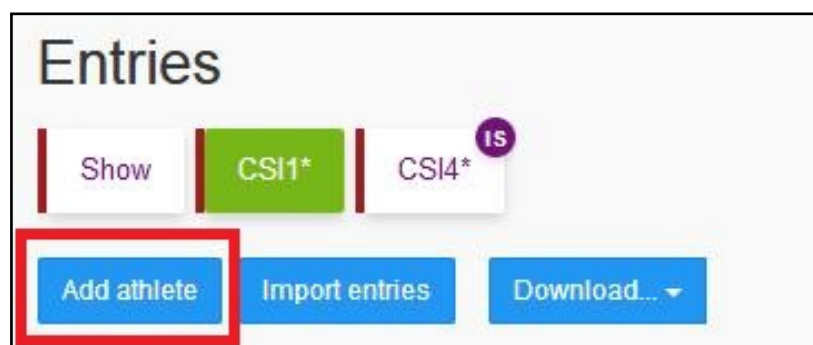 Entries
IS
Show CSI1* CSI4*
Add athlete Import entries Download...